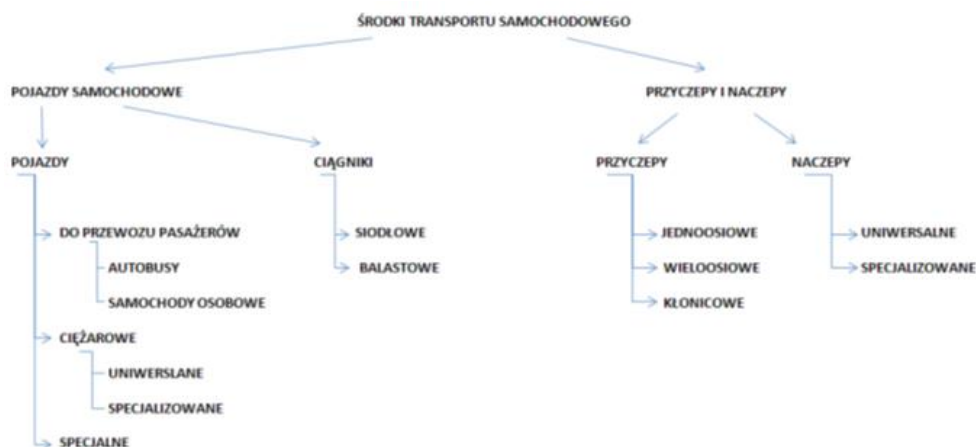 ŚRODKI TRANSPORTU SAMOCHODOWEGO
POJAZDY SAMOCHODOWE
PRZYCZEPY I NACZEPY
POJAZDY
CIĄGNIKI
PRZYCZEPY
NACZEPY
DO PRZEWOZU PASAŻERÓW
AUTOBUSY
SAMOCHODY OSOBOWE
CIĘŻAROWE
UNIWERSLANE
SPECJALIZOWANE
SPECJALNE
SIODŁOWE
BALASTOWE
JEDNOOSIOWE
WIELOOSIOWE
KŁONICOWE
UNIWERSALNE
SPECJALIZOWANE